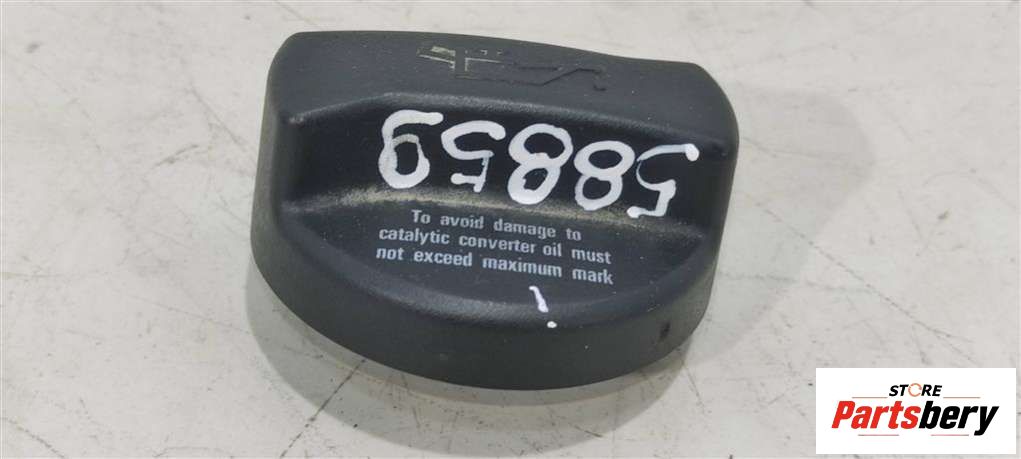 58859
To avoid damage to
catalytic converter oil must
not exceed maximum mark
STORE
Partsbery